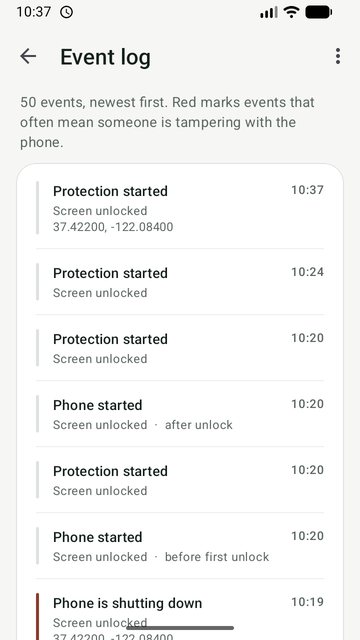 10:37
Event log
50 events, newest first. Red marks events that
often mean someone is tampering with the
phone.
Protection started 10:37
Screen unlocked
37.42200, -122.08400
Protection started 10:24
Screen unlocked
Protection started 10:20
Screen unlocked
Phone started 10:20
Screen unlocked · after unlock
Protection started 10:20
Screen unlocked
Phone started 10:20
Screen unlocked · before first unlock
Phone is shutting down 10:19
Screen unlocked
37.42200, -122.08400